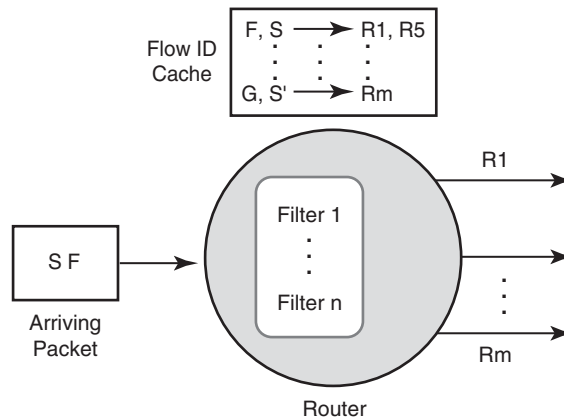 Flow ID
Cache
F, S R1, R5
G, S' Rm
R1
Filter 1
Filter n
S F
Arriving
Packet
Rm
Router